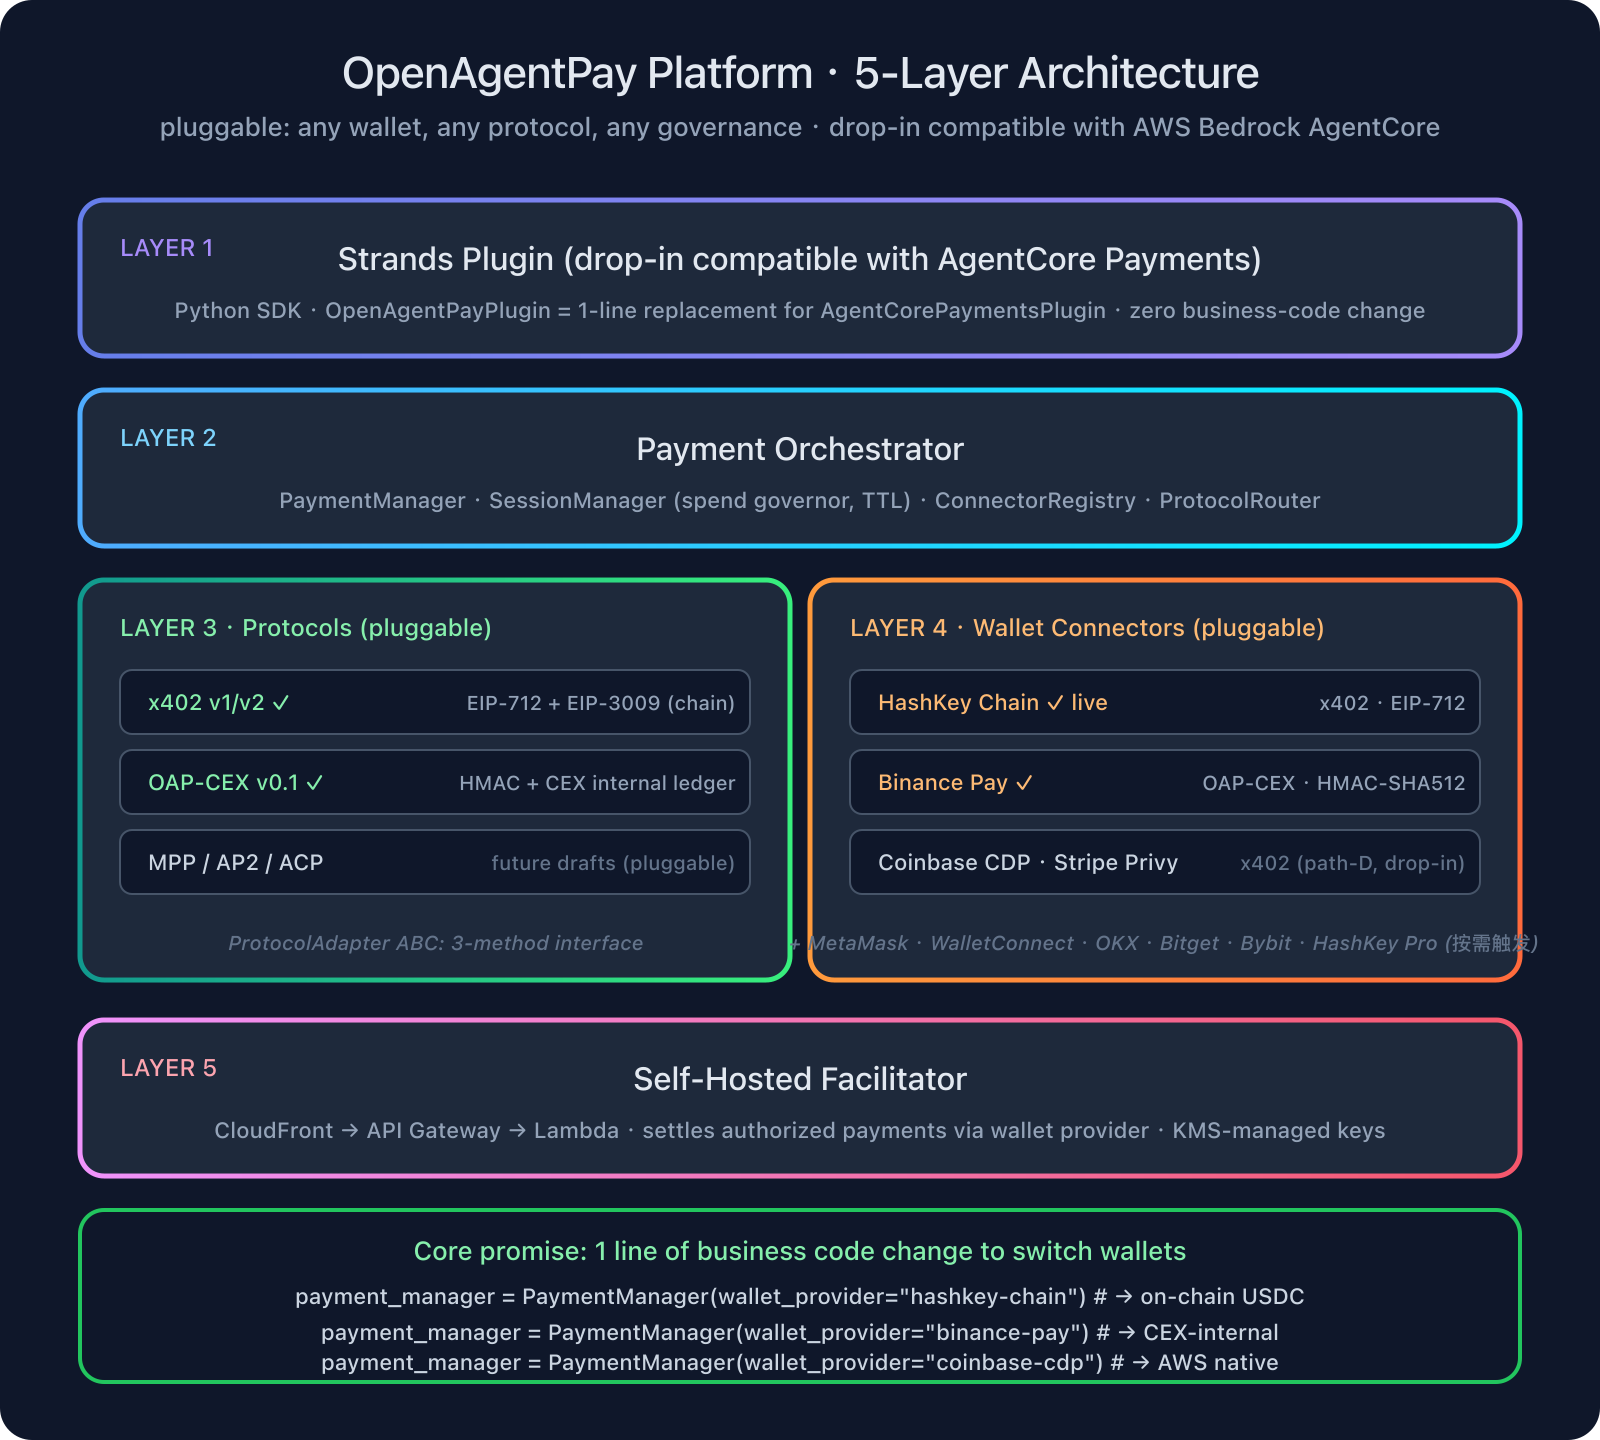 OpenAgentPay Platform · 5-Layer Architecture
pluggable: any wallet, any protocol, any governance · drop-in compatible with AWS Bedrock AgentCore
LAYER 1
Strands Plugin (drop-in compatible with AgentCore Payments)
Python SDK · OpenAgentPayPlugin = 1-line replacement for AgentCorePaymentsPlugin · zero business-code change
LAYER 2
Payment Orchestrator
PaymentManager · SessionManager (spend governor, TTL) · ConnectorRegistry · ProtocolRouter
LAYER 3 · Protocols (pluggable)
x402 v1/v2 ✓ EIP-712 + EIP-3009 (chain)
OAP-CEX v0.1 ✓ HMAC + CEX internal ledger
MPP / AP2 / ACP future drafts (pluggable)
ProtocolAdapter ABC: 3-method interface
LAYER 4 · Wallet Connectors (pluggable)
HashKey Chain ✓ live x402 · EIP-712
Binance Pay ✓ OAP-CEX · HMAC-SHA512
Coinbase CDP · Stripe Privy x402 (path-D, drop-in)
+ MetaMask · WalletConnect · OKX · Bitget · Bybit · HashKey Pro (按需触发)
LAYER 5
Self-Hosted Facilitator
CloudFront → API Gateway → Lambda · settles authorized payments via wallet provider · KMS-managed keys
Core promise: 1 line of business code change to switch wallets
payment_manager = PaymentManager(wallet_provider="hashkey-chain") # → on-chain USDC
payment_manager = PaymentManager(wallet_provider="binance-pay") # → CEX-internal
payment_manager = PaymentManager(wallet_provider="coinbase-cdp") # → AWS native